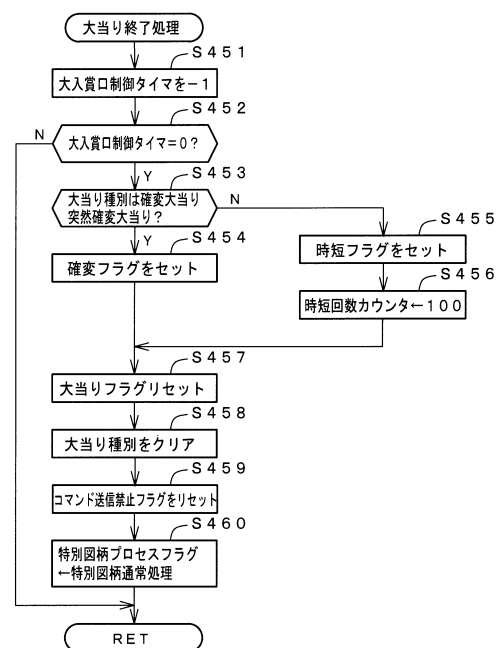 大当り終了処理
S451
大入賞口制御タイマを−1
S452
大入賞口制御タイマ=0?
N
Y
S453
大当り種別は確変大当り
突然確変大当り?
N
Y
S454
確変フラグをセット
S455
時短フラグをセット
S456
時短回数カウンタ←100
S457
大当りフラグリセット
S458
大当り種別をクリア
S459
コマンド送信禁止フラグをリセット
S460
特別図柄プロセスフラグ
←特別図柄通常処理
RET